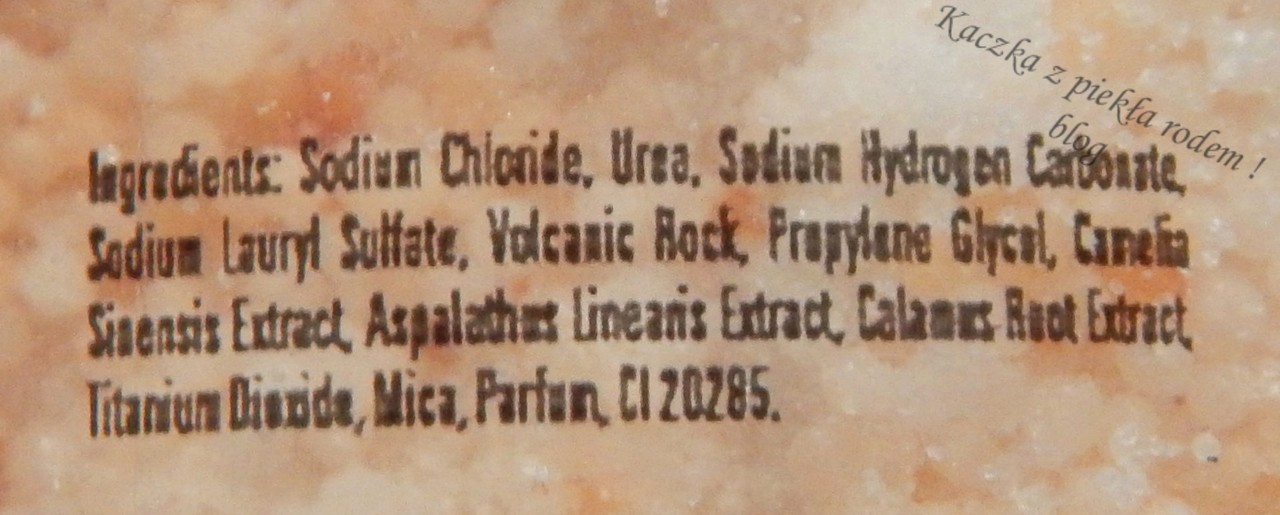 Kaczka z piekła rodem !
blog
Ingredients: Sodium Chloride, Urea, Sodium Hydrogen Carbonate,
Sodium Lauryl Sulfate, Volcanic Rock, Propylene Glycol, Camelia
Sinensis Extract, Aspalathus Linearis Extract, Calamus Root Extract,
Titanium Dioxide, Mica, Parfum, CI 20285.